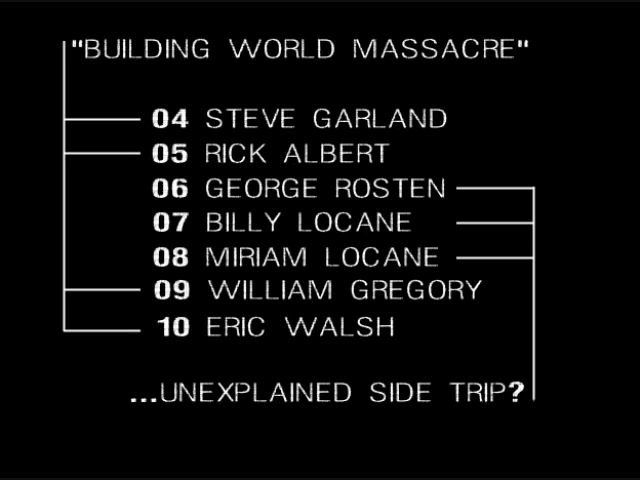 "BUILDING WORLD MASSACRE"
04 STEVE GARLAND
05 RICK ALBERT
06 GEORGE ROSTEN
07 BILLY LOCANE
08 MIRIAM LOCANE
09 WILLIAM GREGORY
10 ERIC WALSH
...UNEXPLAINED SIDE TRIP?